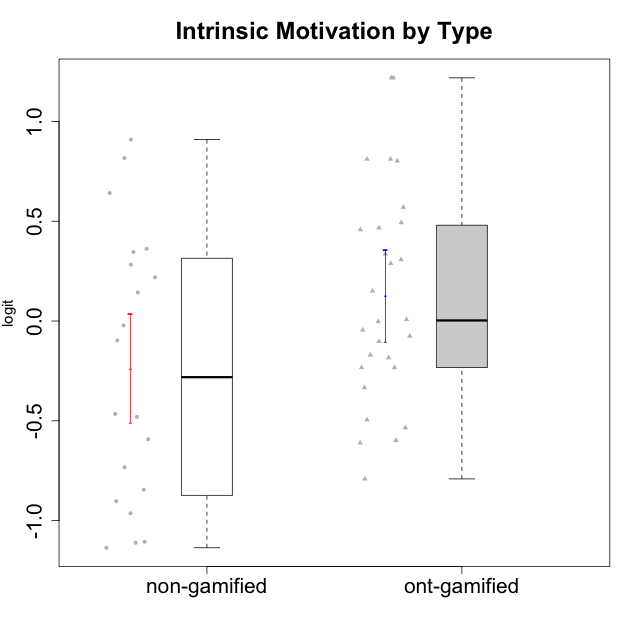 Intrinsic Motivation by Type
1.0
0.5
0.0
-0.5
-1.0
logit
non-gamified
ont-gamified